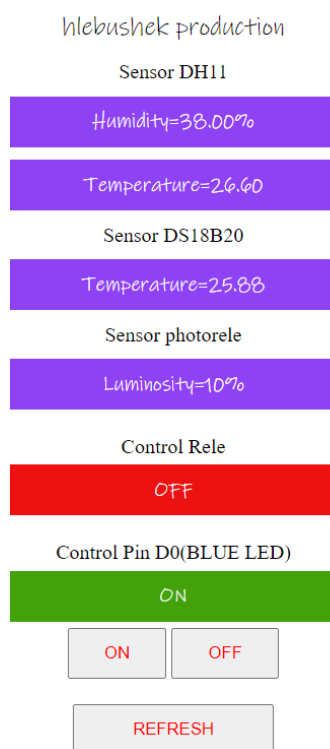 hlebushek production
Sensor DH11
Humidity=38.00%
Temperature=26.60
Sensor DS18B20
Temperature=25.88
Sensor photorele
Luminosity=10%
Control Rele
OFF
Control Pin D0(BLUE LED)
ON
ON OFF
REFRESH